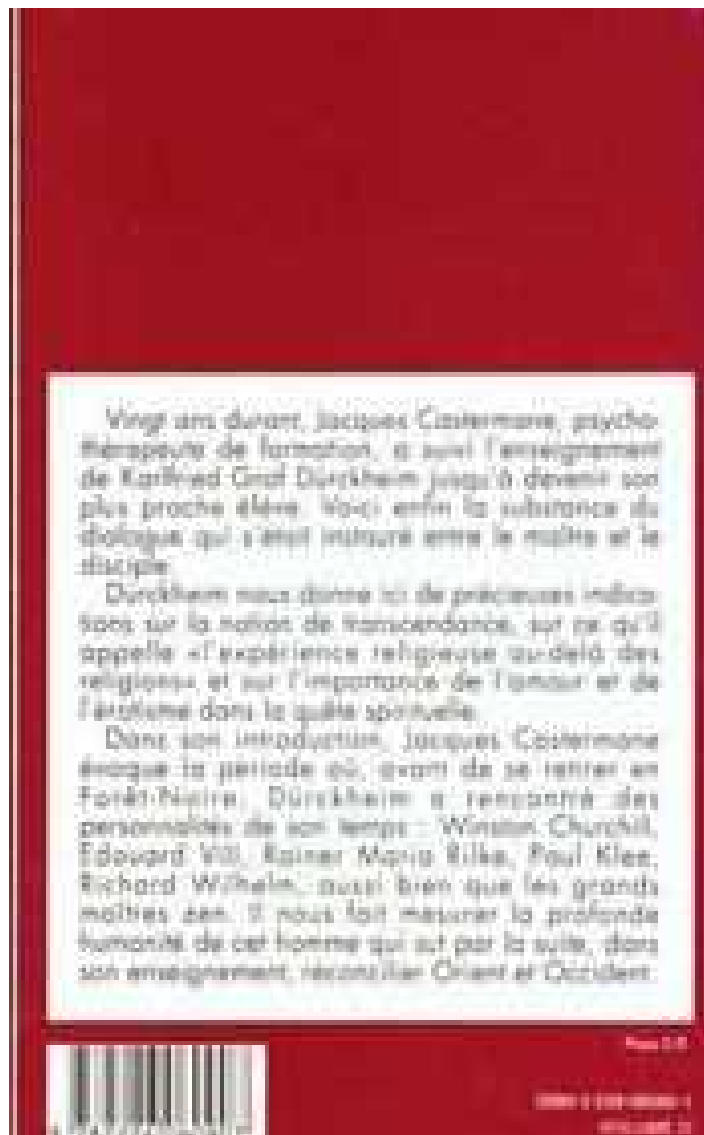 Vingt ans durant, Jacques Castermane, psycho-
thérapeute de formation, a suivi l'enseignement
de Karlfried Graf Dürckheim jusqu'à devenir son
plus proche élève. Voici enfin la substance du
dialogue qui s'était instauré entre le maître et le
disciple.
Dürckheim nous donne ici de précieuses indica-
tions sur la notion de transcendance, sur ce qu'il
appelle «l'expérience religieuse au-delà des
religions» et sur l'importance de l'amour et de
l'érotisme dans la quête spirituelle.
Dans son introduction, Jacques Castermane
évoque la période où, avant de se retirer en
Forêt-Noire, Dürckheim a rencontré des
personnalités de son temps : Winston Churchill,
Edouard VIII, Rainer Maria Rilke, Paul Klee,
Richard Wilhelm, aussi bien que les grands
maîtres zen. Il nous fait mesurer la profonde
humanité de cet homme qui sut par la suite, dans
son enseignement, réconcilier Orient et Occident.